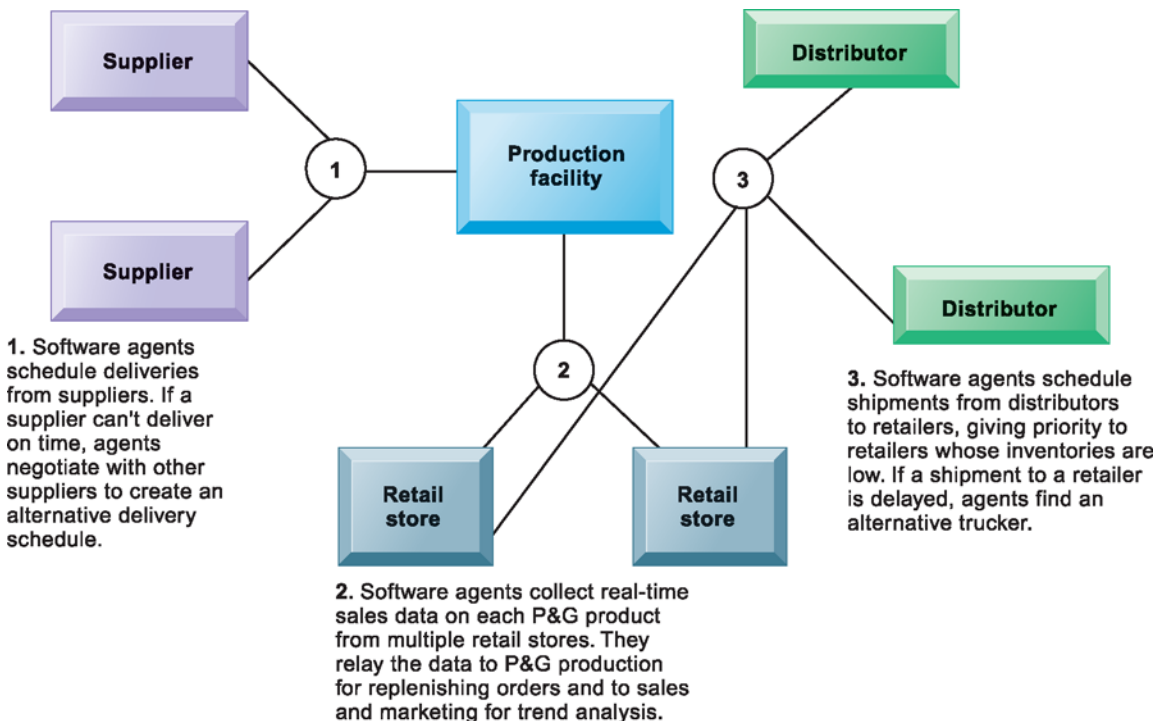 Supplier
Distributor
1
Production
facility
3
Supplier
Distributor
2
Retail
store
Retail
store
1. Software agents
schedule deliveries
from suppliers. If a
supplier can't deliver
on time, agents
negotiate with other
suppliers to create an
alternative delivery
schedule.
2. Software agents collect real-time
sales data on each P&G product
from multiple retail stores. They
relay the data to P&G production
for replenishing orders and to sales
and marketing for trend analysis.
3. Software agents schedule
shipments from distributors
to retailers, giving priority to
retailers whose inventories are
low. If a shipment to a retailer
is delayed, agents find an
alternative trucker.